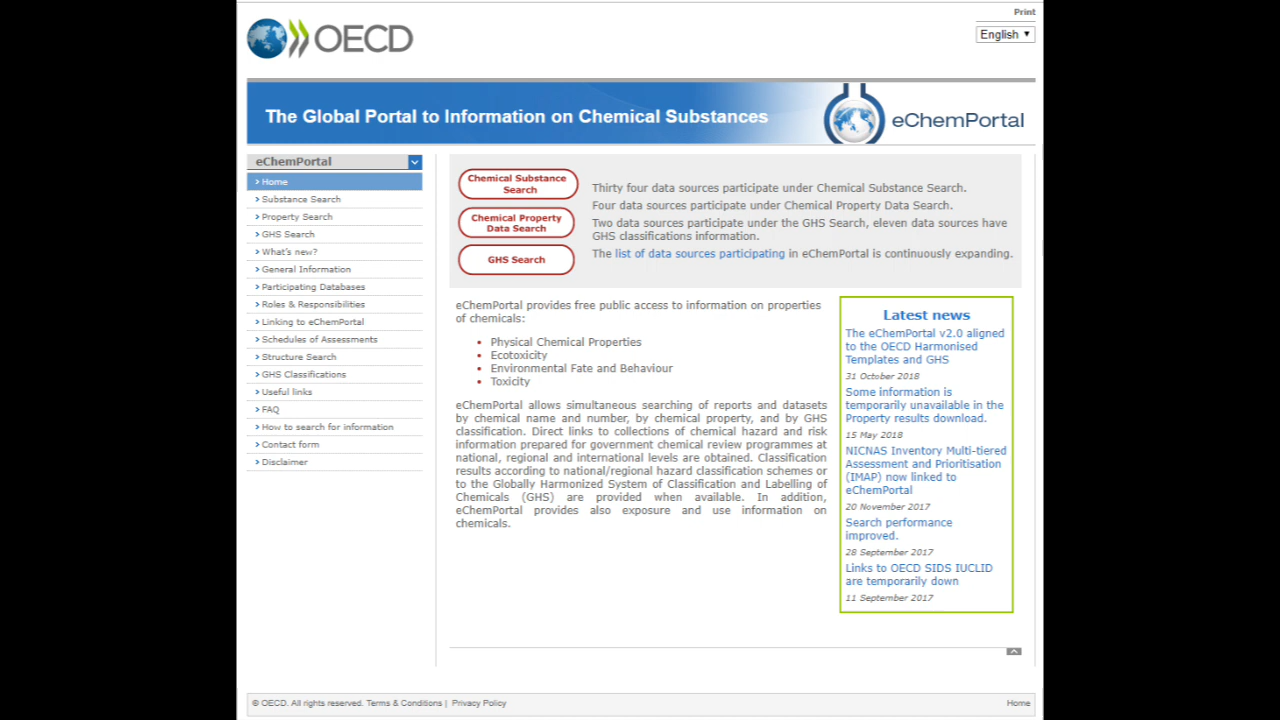 Print
OECD
English
The Global Portal to Information on Chemical Substances
eChemPortal
eChemPortal
Home
Substance Search
Property Search
GHS Search
What's new?
General Information
Participating Databases
Roles & Responsibilities
Linking to eChemPortal
Schedules of Assessments
Structure Search
GHS Classifications
Useful links
FAQ
How to search for information
Contact form
Disclaimer
Chemical Substance
Search
Chemical Property
Data Search
GHS Search
Thirty four data sources participate under Chemical Substance Search.
Four data sources participate under Chemical Property Data Search.
Two data sources participate under the GHS Search, eleven data sources have
GHS classifications information.
The list of data sources participating in eChemPortal is continuously expanding.
eChemPortal provides free public access to information on properties
of chemicals:
Physical Chemical Properties
Ecotoxicity
Environmental Fate and Behaviour
Toxicity
eChemPortal allows simultaneous searching of reports and datasets
by chemical name and number, by chemical property, and by GHS
classification. Direct links to collections of chemical hazard and risk
information prepared for government chemical review programmes at
national, regional and international levels are obtained. Classification
results according to national/regional hazard classification schemes or
to the Globally Harmonized System of Classification and Labelling of
Chemicals (GHS) are provided when available. In addition,
eChemPortal provides also exposure and use information on
chemicals.
Latest news
The eChemPortal v2.0 aligned
to the OECD Harmonised
Templates and GHS
31 October 2018
Some information is
temporarily unavailable in the
Property results download.
15 May 2018
NICNAS Inventory Multi-tiered
Assessment and Prioritisation
(IMAP) now linked to
eChemPortal
20 November 2017
Search performance
improved.
28 September 2017
Links to OECD SIDS IUCLID
are temporarily down
11 September 2017
© OECD. All rights reserved. Terms & Conditions | Privacy Policy
Home